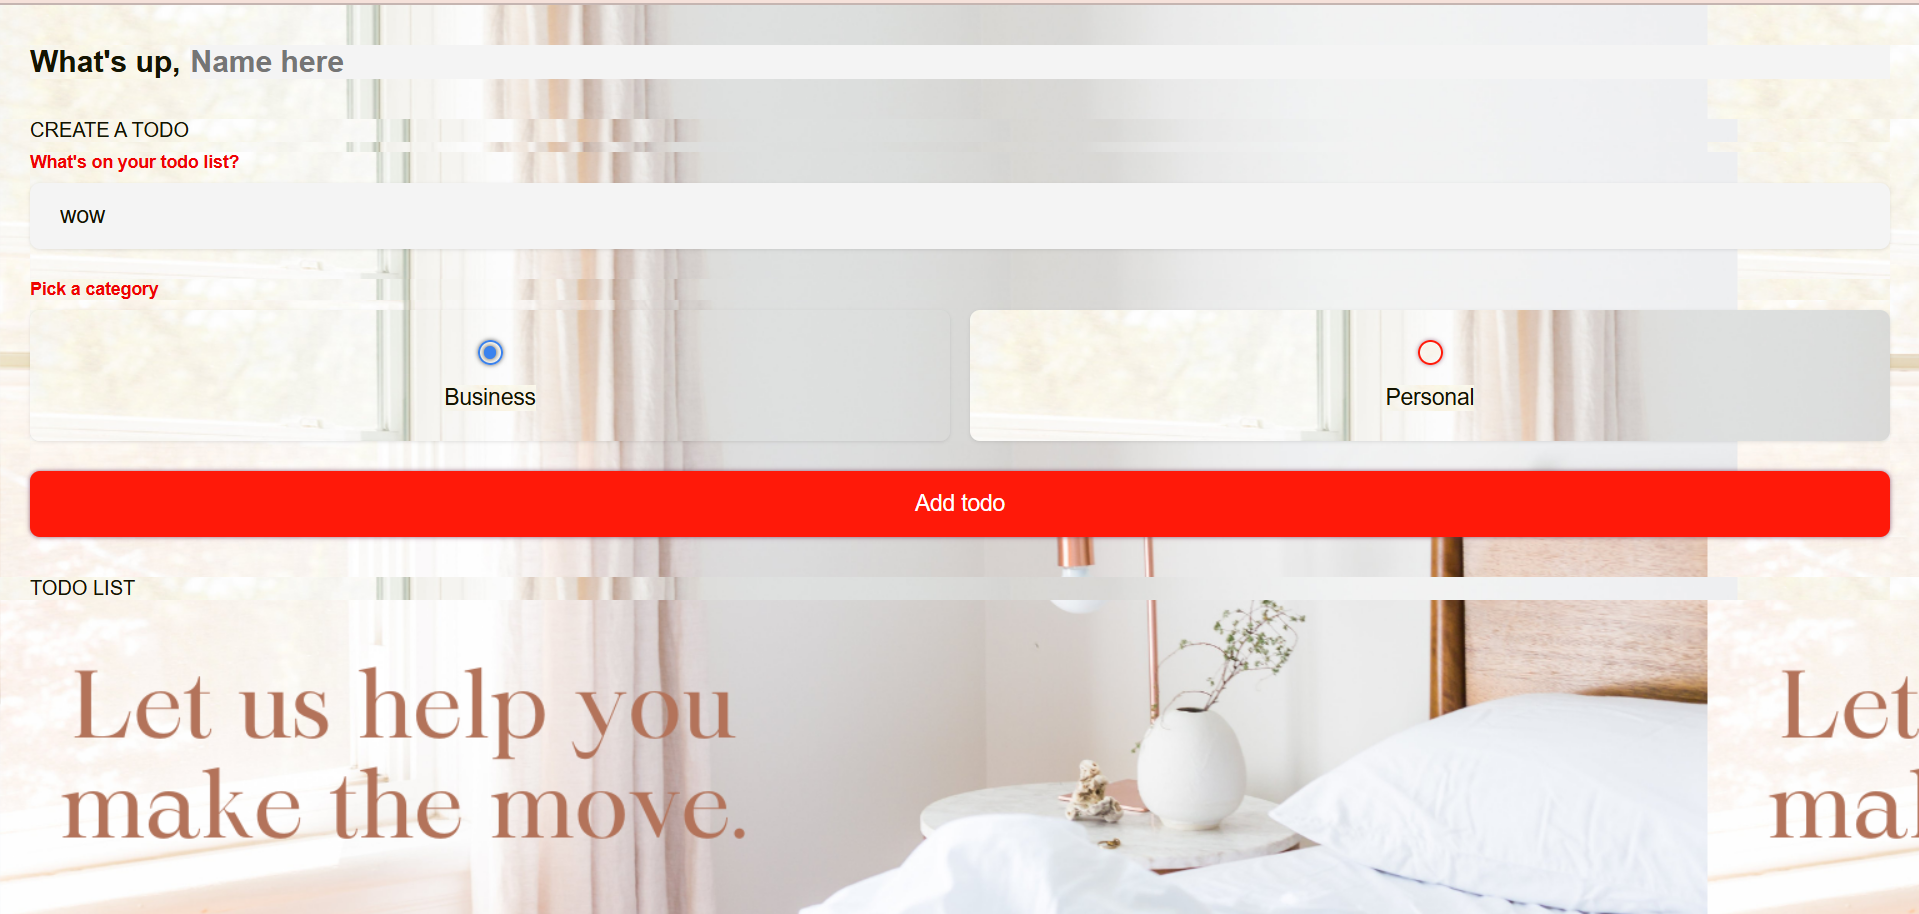 What's up, Name here
CREATE A TODO
What's on your todo list?
wow
Pick a category
Business
Personal
Add todo
TODO LIST
Let us help you
make the move.
Let
mal